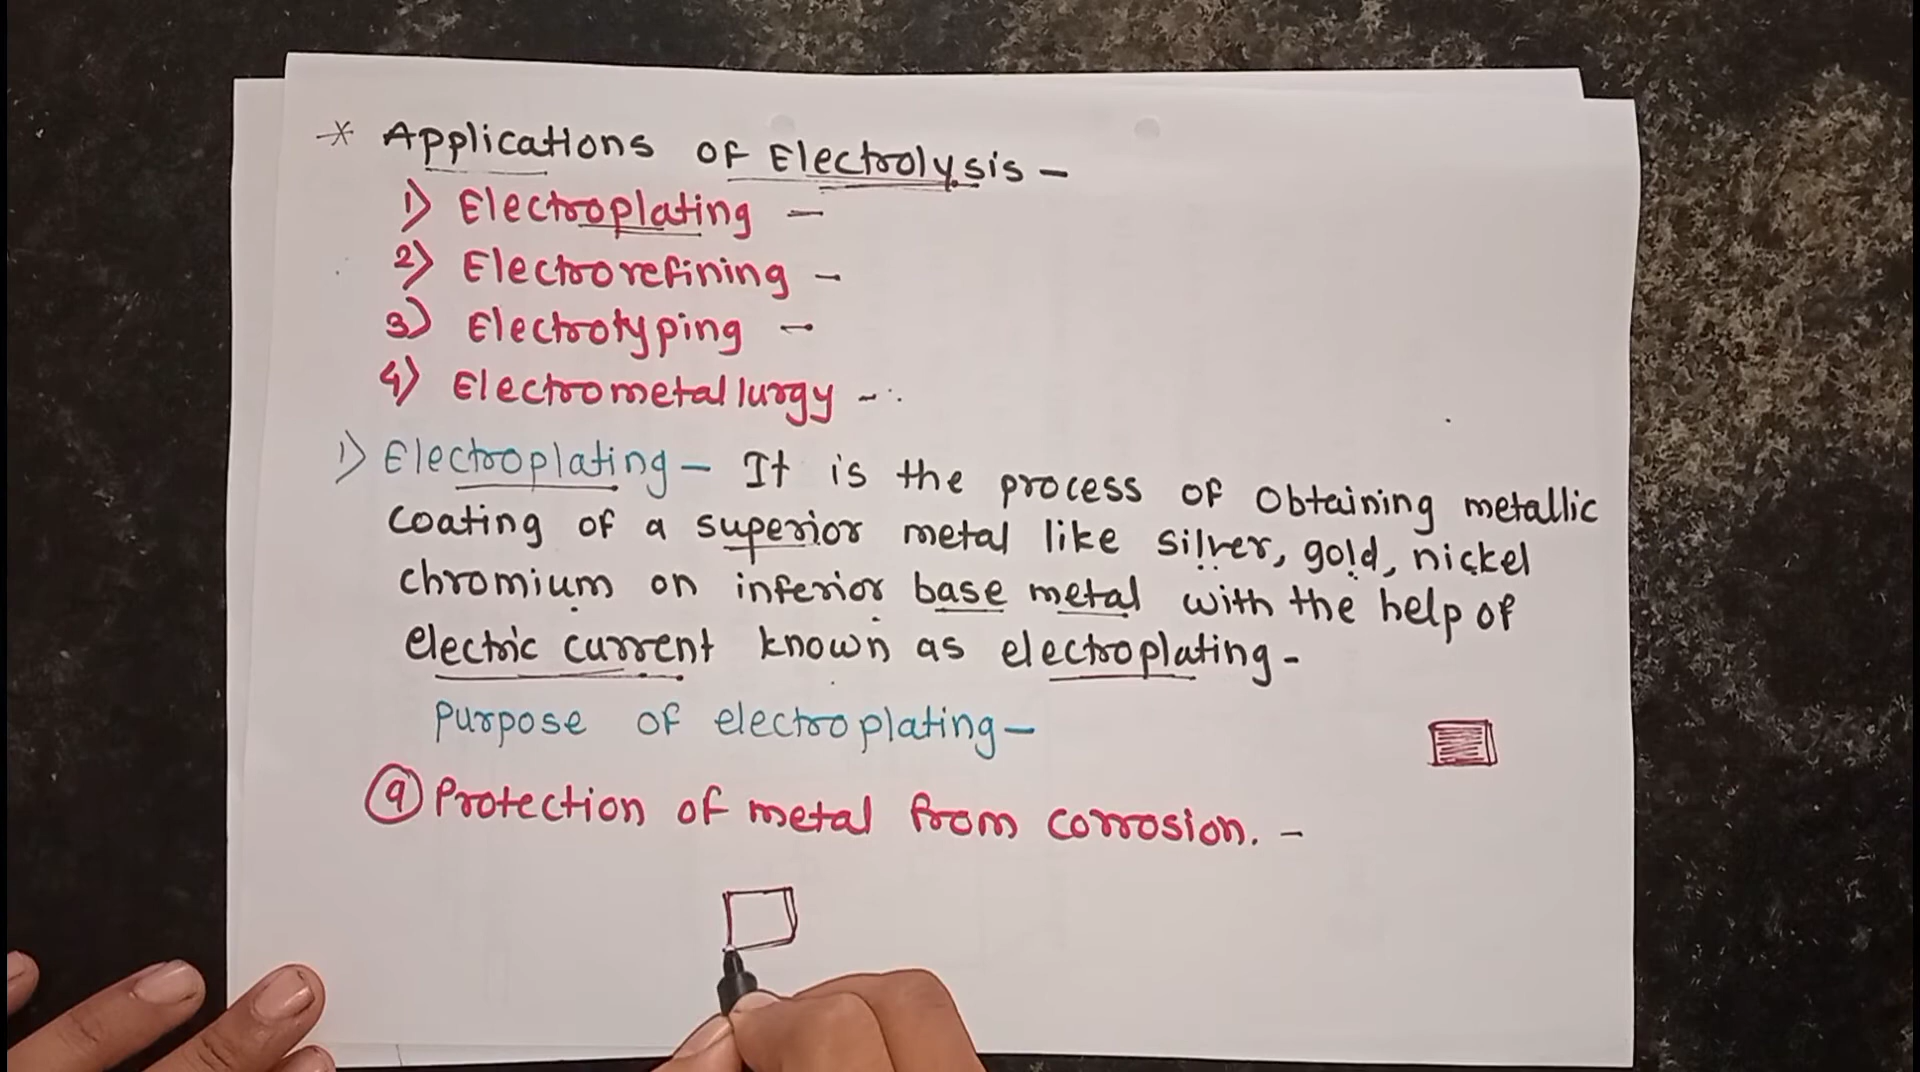 * Applications of Electrolysis -
1) Electroplating -
2) Electrorefining -
3) Electrotyping -
4) Electrometallurgy -
1) Electroplating - It is the process of obtaining metallic
coating of a superior metal like silver, gold, nickel
chromium on inferior base metal with the help of
electric current known as electroplating -
Purpose of electroplating -
(a) Protection of metal from corrosion. -